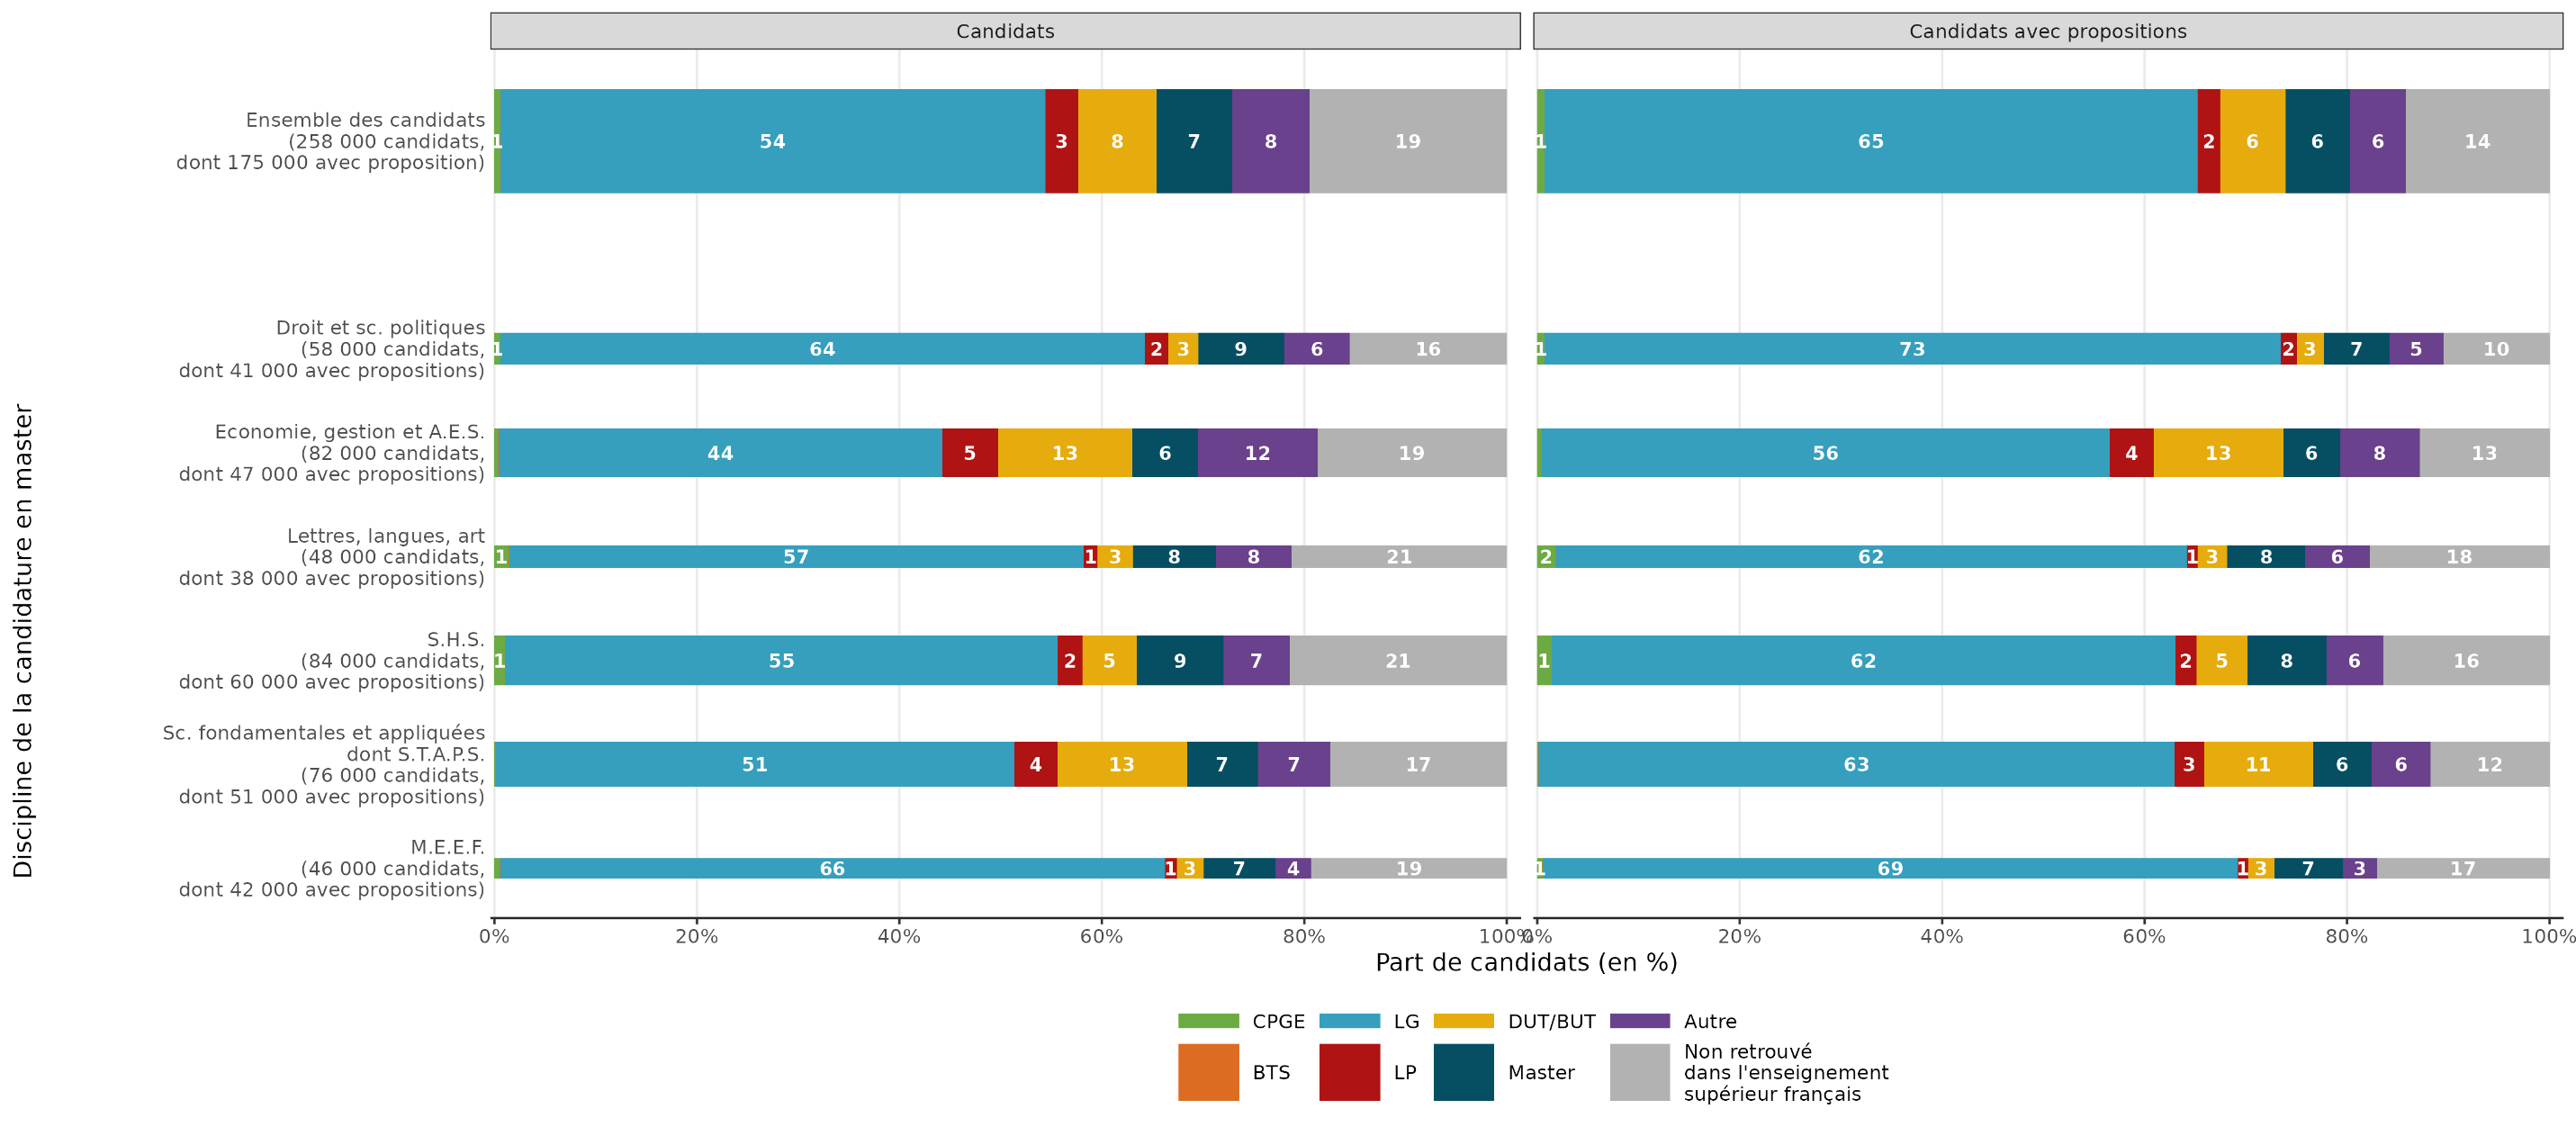 Candidats
Candidats avec propositions
Discipline de la candidature en master
Ensemble des candidats
(258 000 candidats,
dont 175 000 avec proposition)
1 54 3 8 7 8 19
1 65 2 6 6 6 14
Droit et sc. politiques
(58 000 candidats,
dont 41 000 avec propositions)
1 64 2 3 9 6 16
1 73 2 3 7 5 10
Economie, gestion et A.E.S.
(82 000 candidats,
dont 47 000 avec propositions)
44 5 13 6 12 19
56 4 13 6 8 13
Lettres, langues, art
(48 000 candidats,
dont 38 000 avec propositions)
1 57 1 3 8 8 21
2 62 1 3 8 6 18
S.H.S.
(84 000 candidats,
dont 60 000 avec propositions)
1 55 2 5 9 7 21
1 62 2 5 8 6 16
Sc. fondamentales et appliquées
dont S.T.A.P.S.
(76 000 candidats,
dont 51 000 avec propositions)
51 4 13 7 7 17
63 3 11 6 6 12
M.E.E.F.
(46 000 candidats,
dont 42 000 avec propositions)
66 1 3 7 4 19
1 69 1 3 7 3 17
0% 20% 40% 60% 80% 100%
0% 20% 40% 60% 80% 100%
Part de candidats (en %)
CPGE LG DUT/BUT Autre
BTS LP Master Non retrouvé
dans l'enseignement
supérieur français